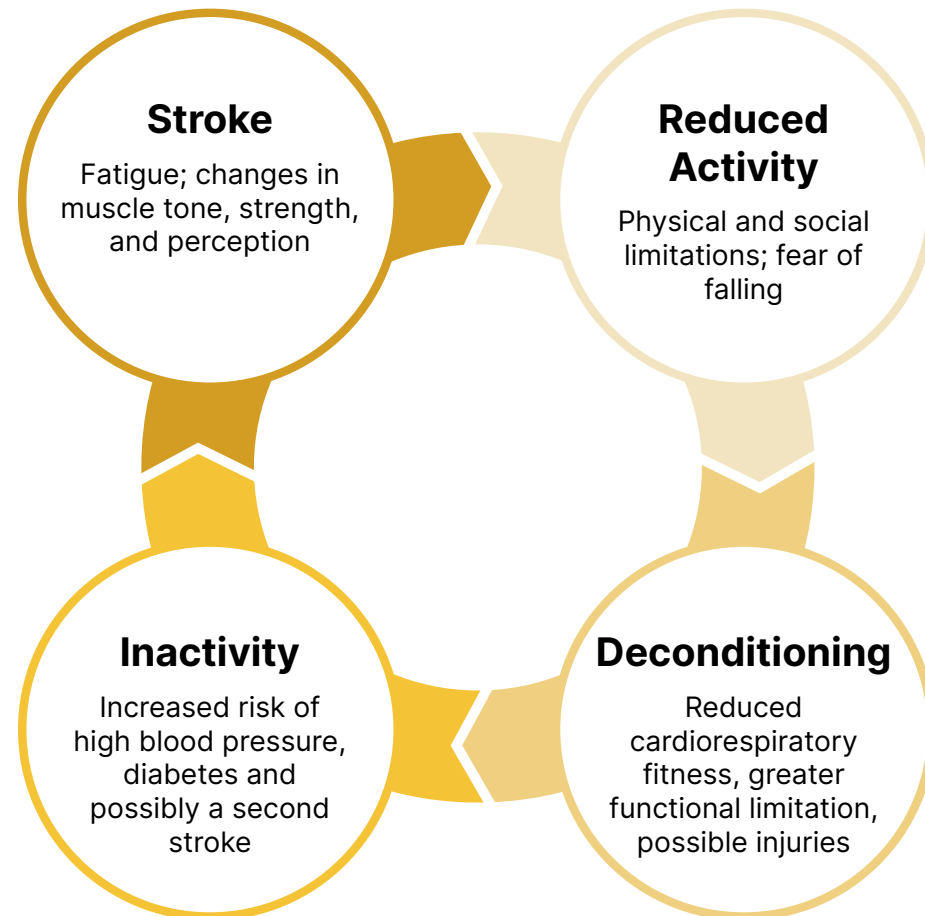 Stroke
Fatigue; changes in
muscle tone, strength,
and perception
Reduced
Activity
Physical and social
limitations; fear of
falling
Deconditioning
Reduced
cardiorespiratory
fitness, greater
functional limitation,
possible injuries
Inactivity
Increased risk of
high blood pressure,
diabetes and
possibly a second
stroke